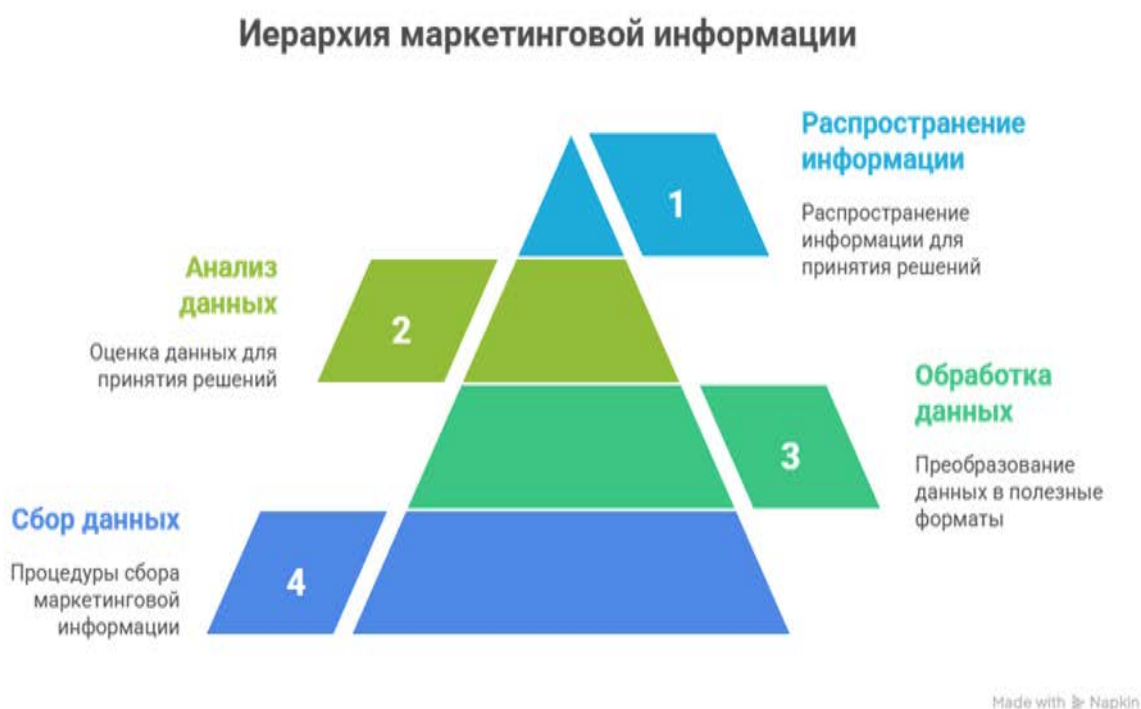 Иерархия маркетинговой информации
1
Распространение
информации
Распространение
информации для
принятия решений
2
Анализ
данных
Оценка данных для
принятия решений
3
Обработка
данных
Преобразование
данных в полезные
форматы
4
Сбор данных
Процедуры сбора
маркетинговой
информации
Made with Napkin